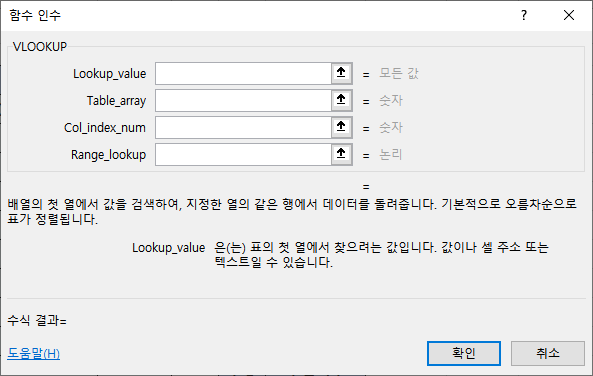 함수 인수
? ×
VLOOKUP
Lookup_value = 모든 값
Table_array = 숫자
Col_index_num = 숫자
Range_lookup = 논리
=
배열의 첫 열에서 값을 검색하여, 지정한 열의 같은 행에서 데이터를 돌려줍니다. 기본적으로 오름차순으로
표가 정렬됩니다.
Lookup_value 은(는) 표의 첫 열에서 찾으려는 값입니다. 값이나 셀 주소 또는
텍스트일 수 있습니다.
수식 결과=
도움말(H) 확인 취소